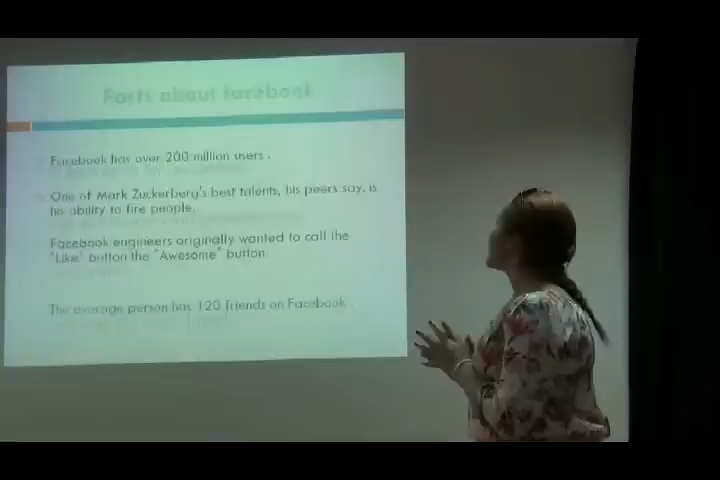 Facts about facebook
Facebook has over 200 million users .
One of Mark Zuckerberg's best talents, his peers say, is
his ability to fire people.
Facebook engineers originally wanted to call the
"Like" button the "Awesome" button
The average person has 120 Friends on Facebook .